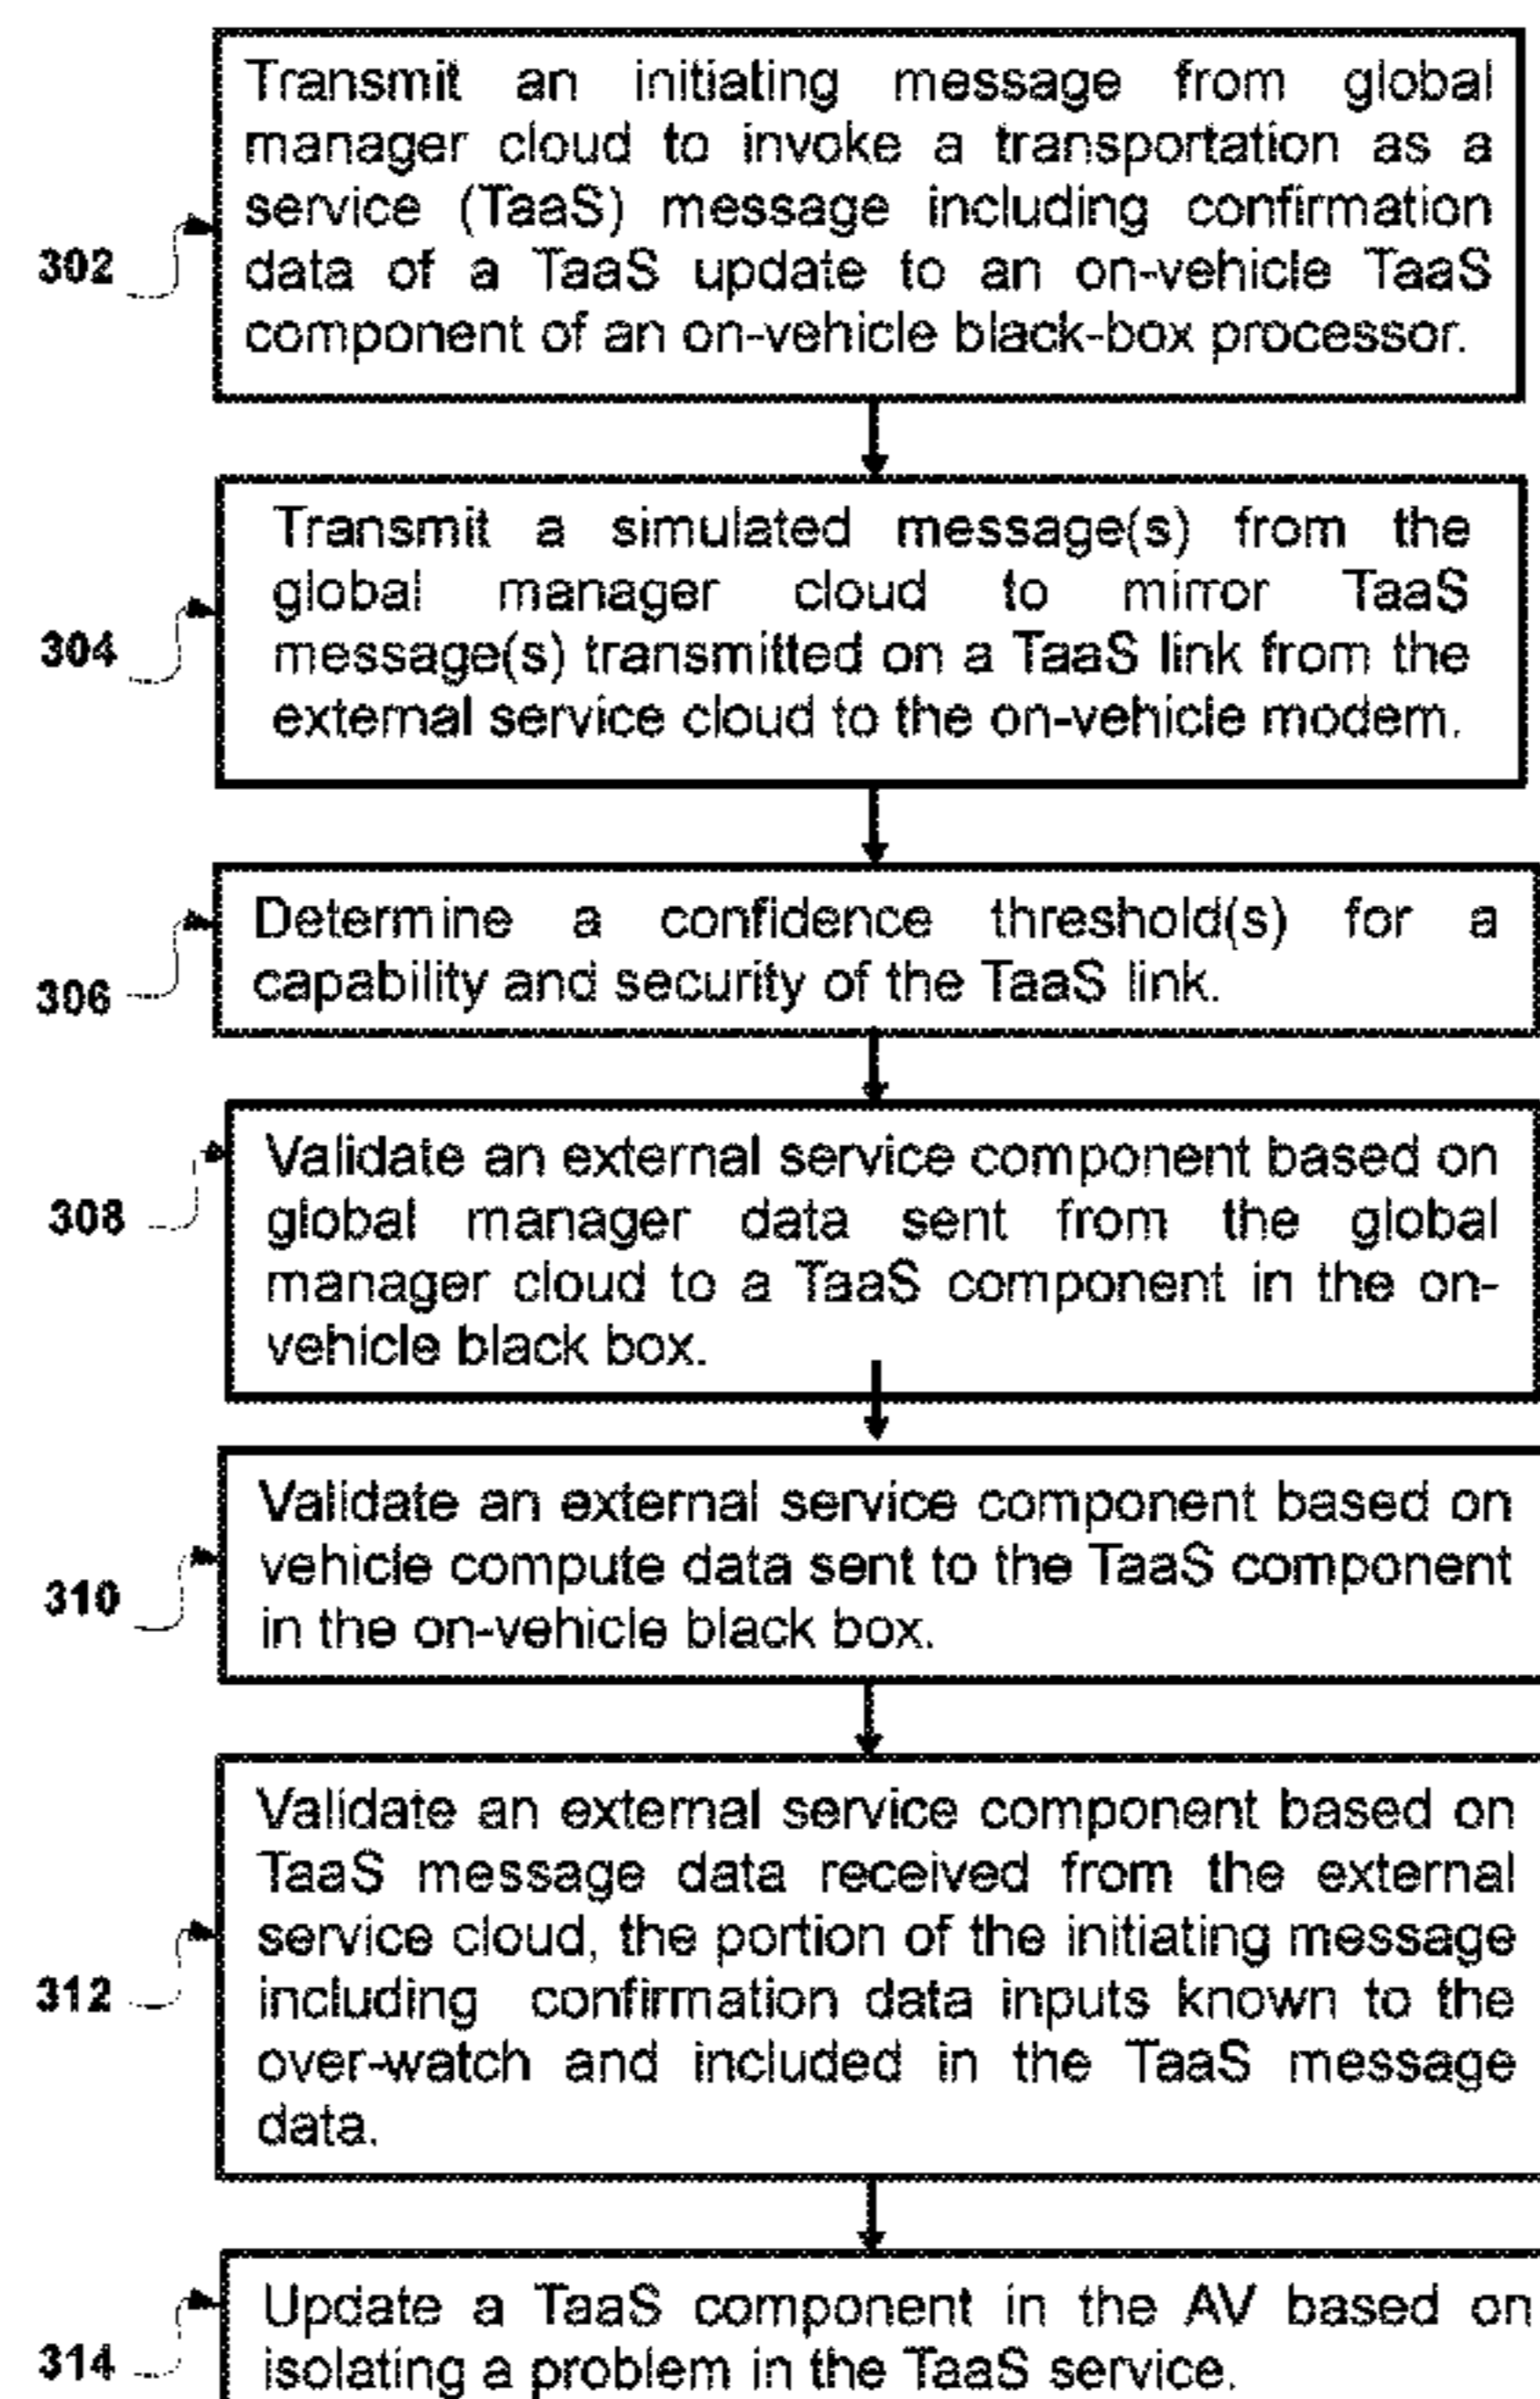 Transmit an initiating message from global
manager cloud to invoke a transportation as a
service (TaaS) message including confirmation
data of a TaaS update to an on-vehicle TaaS
component of an on-vehicle black-box processor.
302
Transmit a simulated message(s) from the
global manager cloud to mirror TaaS
message(s) transmitted on a TaaS link from the
external service cloud to the on-vehicle modem.
304
Determine a confidence threshold(s) for a
capability and security of the TaaS link.
306
Validate an external service component based on
global manager data sent from the global
manager cloud to a TaaS component in the on-
vehicle black box.
308
Validate an external service component based on
vehicle compute data sent to the TaaS component
in the on-vehicle black box.
310
Validate an external service component based on
TaaS message data received from the external
service cloud, the portion of the initiating message
including confirmation data inputs known to the
over-watch and included in the TaaS message
data.
312
Update a TaaS component in the AV based on
isolating a problem in the TaaS service.
314